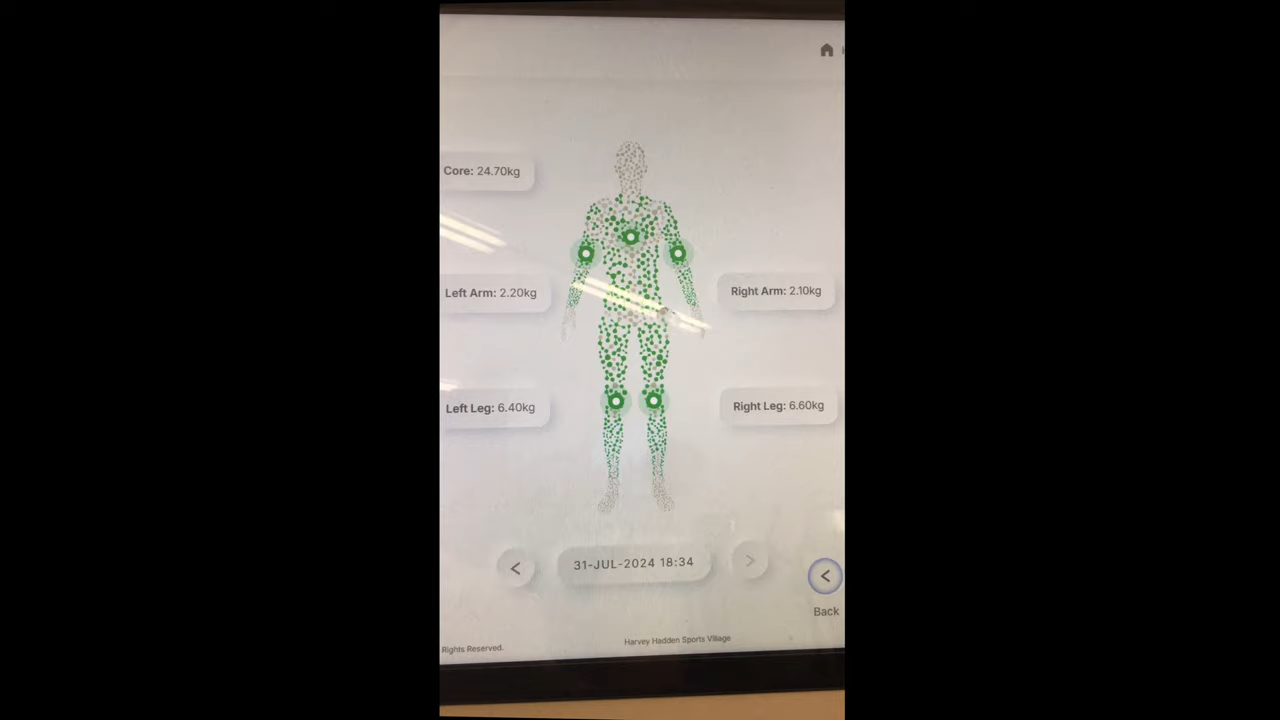 Core: 24.70kg
Left Arm: 2.20kg
Right Arm: 2.10kg
Left Leg: 6.40kg
Right Leg: 6.60kg
31-JUL-2024 18:34
Back
Harvey Hadden Sports Village
Rights Reserved.